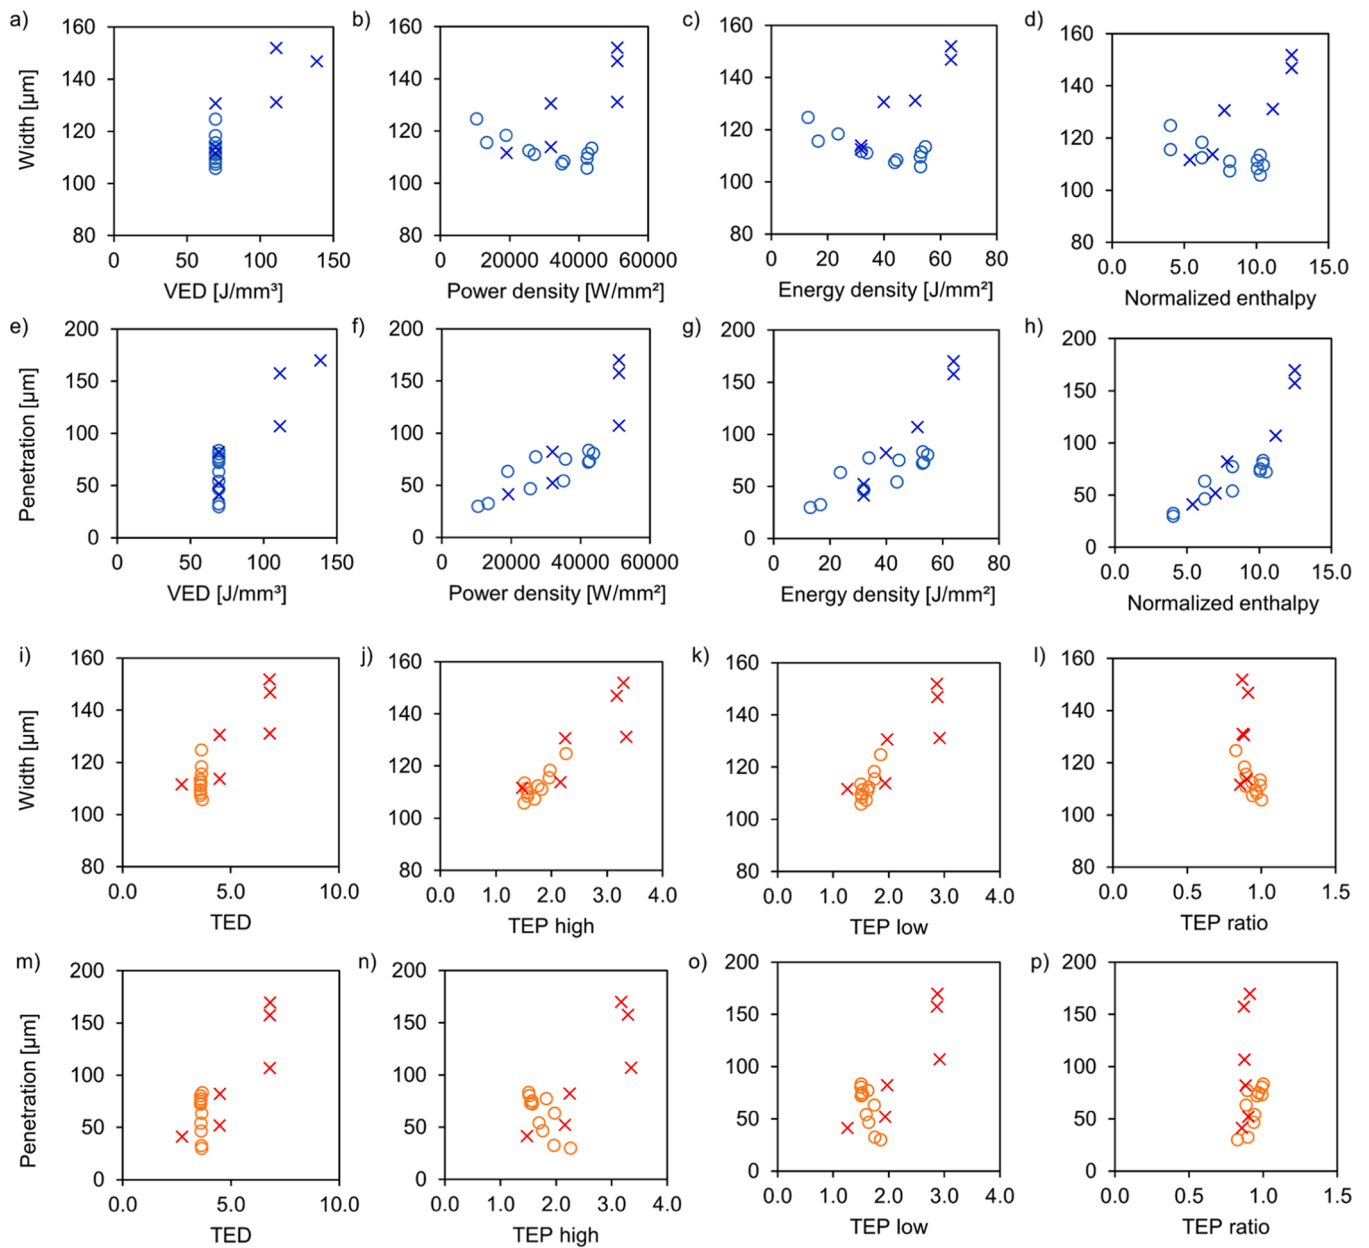 a) b) c) d)
160 160 160 160
140 140 140 140
120 120 120 120
100 100 100 100
80 80 80 80
Width [µm]
0 50 100 150 0 20000 40000 60000 0 20 40 60 80 0.0 5.0 10.0 15.0
VED [J/mm³] Power density [W/mm²] Energy density [J/mm²] Normalized enthalpy
e) f) g) h)
200 200 200 200
150 150 150 150
100 100 100 100
50 50 50 50
0 0 0 0
Penetration [µm]
0 50 100 150 0 20000 40000 60000 0 20 40 60 80 0.0 5.0 10.0 15.0
VED [J/mm³] Power density [W/mm²] Energy density [J/mm²] Normalized enthalpy
i) j) k) l)
160 160 160 160
140 140 140 140
120 120 120 120
100 100 100 100
80 80 80 80
Width [µm]
0.0 5.0 10.0 0.0 1.0 2.0 3.0 4.0 0.0 1.0 2.0 3.0 4.0 0.0 0.5 1.0 1.5
TED TEP high TEP low TEP ratio
m) n) o) p)
200 200 200 200
150 150 150 150
100 100 100 100
50 50 50 50
0 0 0 0
Penetration [µm]
0.0 5.0 10.0 0.0 1.0 2.0 3.0 4.0 0.0 1.0 2.0 3.0 4.0 0.0 0.5 1.0 1.5
TED TEP high TEP low TEP ratio